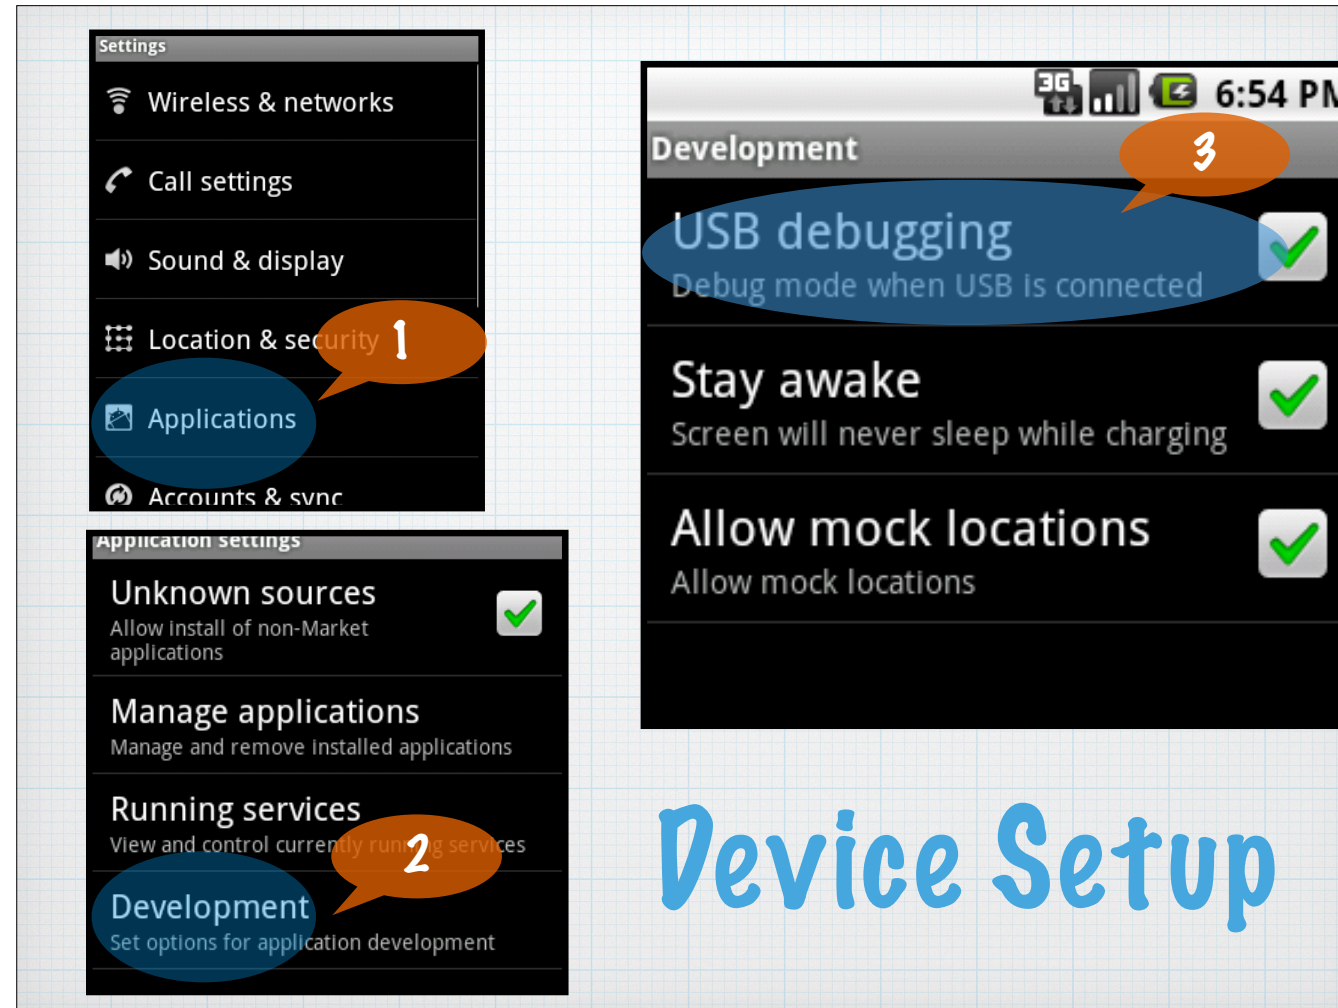 Settings
Wireless & networks
Call settings
Sound & display
Location & security
1
Applications
Accounts & sync
Application settings
Unknown sources
Allow install of non-Market
applications
Manage applications
Manage and remove installed applications
Running services
View and control currently running services
2
Development
Set options for application development
3G
6:54 PM
Development
3
USB debugging
Debug mode when USB is connected
Stay awake
Screen will never sleep while charging
Allow mock locations
Allow mock locations
Device Setup